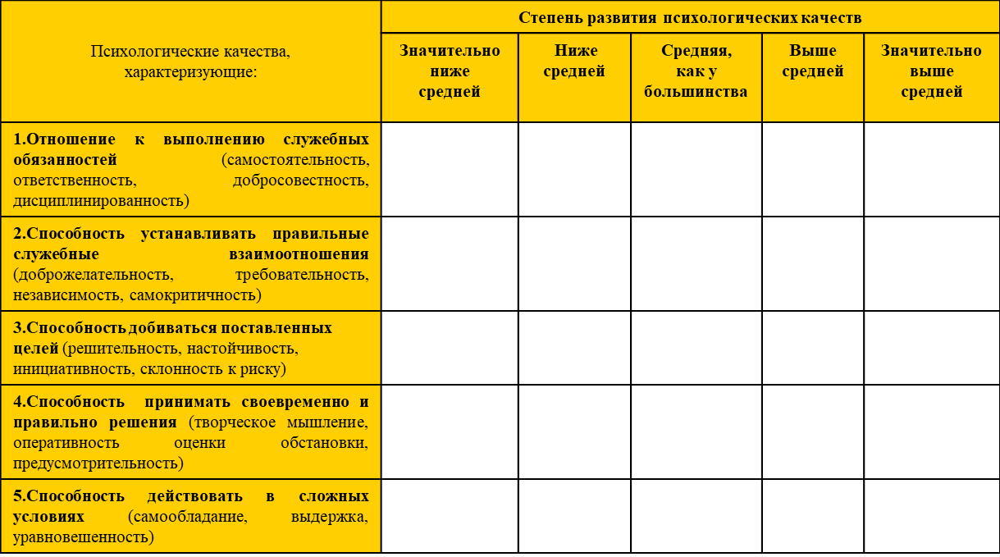 Психологические качества,
характеризующие:
Степень развития психологических качеств
Значительно
ниже
средней
Ниже
средней
Средняя,
как у
большинства
Выше
средней
Значительно
выше
средней
1.Отношение к выполнению служебных
обязанностей (самостоятельность,
ответственность, добросовестность,
дисциплинированность)
2.Способность устанавливать правильные
служебные взаимоотношения
(доброжелательность, требовательность,
независимость, самокритичность)
3.Способность добиваться поставленных
целей (решительность, настойчивость,
инициативность, склонность к риску)
4.Способность принимать своевременно и
правильно решения (творческое мышление,
оперативность оценки обстановки,
предусмотрительность)
5.Способность действовать в сложных
условиях (самообладание, выдержка,
уравновешенность)